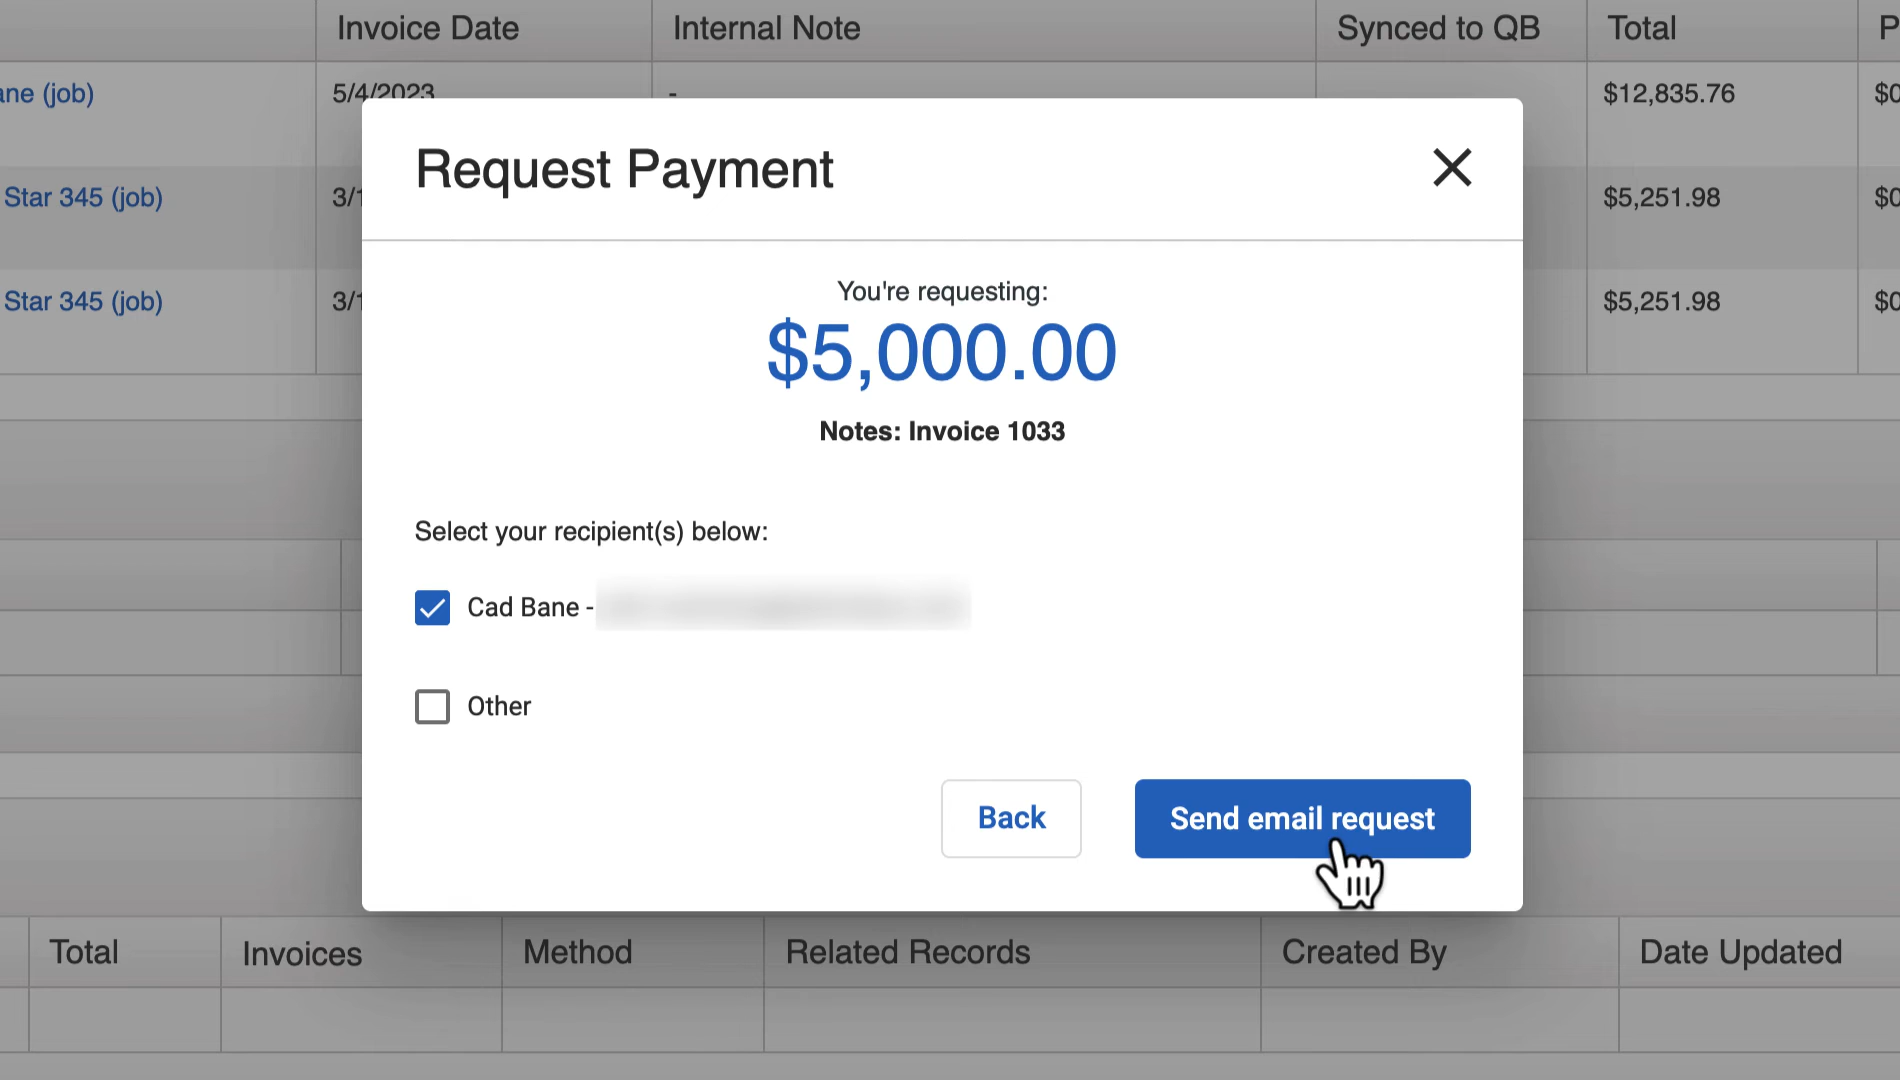 Invoice Date
Internal Note
Synced to QB
Total
ane (job)
5/4/2023
-
$12,835.76
Star 345 (job)
$5,251.98
Star 345 (job)
$5,251.98
Request Payment
You're requesting:
$5,000.00
Notes: Invoice 1033
Select your recipient(s) below:
Cad Bane -
Other
Back
Send email request
Total
Invoices
Method
Related Records
Created By
Date Updated